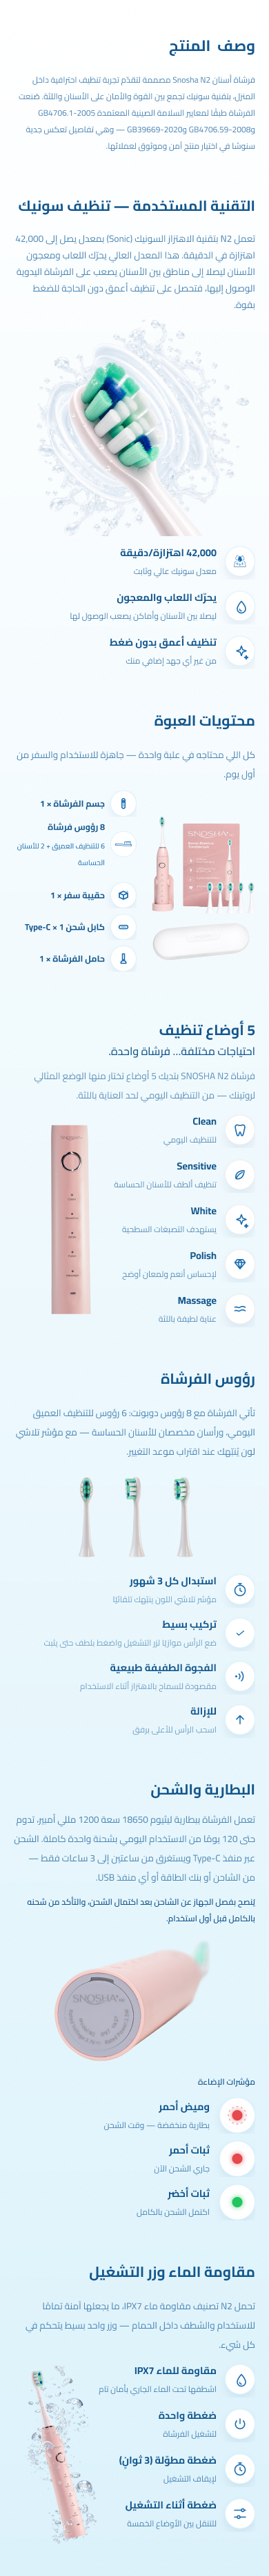 وصف المنتج
فرشاة أسنان Snosha N2 مصممة لتقدّم تجربة تنظيف احترافية داخل
المنزل، بتقنية سونيك تجمع بين القوة والأمان على الأسنان واللثة. صُنعت
الفرشاة طبقًا لمعايير السلامة الصينية المعتمدة GB4706.1-2005
وGB4706.59-2008 وGB39669-2020 — وهي تفاصيل تعكس جدية
سنوشا في اختيار منتج آمن وموثوق لعملائها.
التقنية المستخدمة — تنظيف سونيك
تعمل N2 بتقنية الاهتزاز السونيك (Sonic) بمعدل يصل إلى 42,000
اهتزازة في الدقيقة. هذا المعدل العالي يحرّك اللعاب ومعجون
الأسنان ليصلا إلى مناطق بين الأسنان يصعب على الفرشاة اليدوية
الوصول إليها، فتحصل على تنظيف أعمق دون الحاجة للضغط
بقوة.
42,000 اهتزازة/دقيقة
معدل سونيك عالي وثابت
يحرّك اللعاب والمعجون
ليصلا بين الأسنان وأماكن يصعب الوصول لها
تنظيف أعمق بدون ضغط
من غير أي جهد إضافي منك
محتويات العبوة
كل اللي محتاجه في علبة واحدة — جاهزة للاستخدام والسفر من
أول يوم.
SNOSHA
جسم الفرشاة × 1
8 رؤوس فرشاة
6 للتنظيف العميق + 2 للأسنان
الحساسة
حقيبة سفر × 1
كابل شحن Type-C × 1
حامل الفرشاة × 1
5 أوضاع تنظيف
احتياجات مختلفة... فرشاة واحدة.
فرشاة SNOSHA N2 بتديك 5 أوضاع تختار منها الوضع المثالي
لروتينك — من التنظيف اليومي لحد العناية باللثة.
SNOSHA
Clean
للتنظيف اليومي
Sensitive
تنظيف ألطف للأسنان الحساسة
White
يستهدف التصبغات السطحية
Polish
لإحساس أنعم ولمعان أوضح
Massage
عناية لطيفة باللثة
رؤوس الفرشاة
تأتي الفرشاة مع 8 رؤوس دوبونت: 6 رؤوس للتنظيف العميق
اليومي، ورأسان مخصصان للأسنان الحساسة — مع مؤشر تلاشي
لون يُنبّهك عند اقتراب موعد التغيير.
استبدال كل 3 شهور
مؤشر تلاشي اللون ينبّهك تلقائيًا
تركيب بسيط
ضع الرأس موازيًا لزر التشغيل واضغط بلطف حتى يثبت
الفجوة الطفيفة طبيعية
مقصودة للسماح بالاهتزاز أثناء الاستخدام
للإزالة
اسحب الرأس للأعلى برفق
البطارية والشحن
تعمل الفرشاة ببطارية ليثيوم 18650 سعة 1200 مللي أمبير، تدوم
حتى 120 يومًا من الاستخدام اليومي بشحنة واحدة كاملة. الشحن
عبر منفذ Type-C ويستغرق من ساعتين إلى 3 ساعات فقط —
من الشاحن أو بنك الطاقة أو أي منفذ USB.
يُنصح بفصل الجهاز عن الشاحن بعد اكتمال الشحن، والتأكد من شحنه
بالكامل قبل أول استخدام.
SNOSHA
مؤشرات الإضاءة
وميض أحمر
بطارية منخفضة — وقت الشحن
ثبات أحمر
جاري الشحن الآن
ثبات أخضر
اكتمل الشحن بالكامل
مقاومة الماء وزر التشغيل
تحمل N2 تصنيف مقاومة ماء IPX7، ما يجعلها آمنة تمامًا
للاستخدام والشطف داخل الحمام — وزر واحد بسيط يتحكم في
كل شيء.
مقاومة للماء IPX7
اشطفها تحت الماء الجاري بأمان تام
ضغطة واحدة
لتشغيل الفرشاة
ضغطة مطوّلة (3 ثوانٍ)
لإيقاف التشغيل
ضغطة أثناء التشغيل
للتنقل بين الأوضاع الخمسة